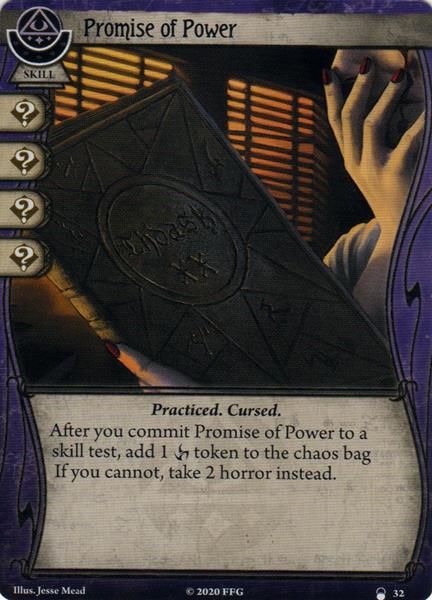 Promise of Power
SKILL
?
?
?
?
Practiced. Cursed.
After you commit Promise of Power to a
skill test, add 1 token to the chaos bag
If you cannot, take 2 horror instead.
Illus. Jesse Mead
© 2020 FFG
32